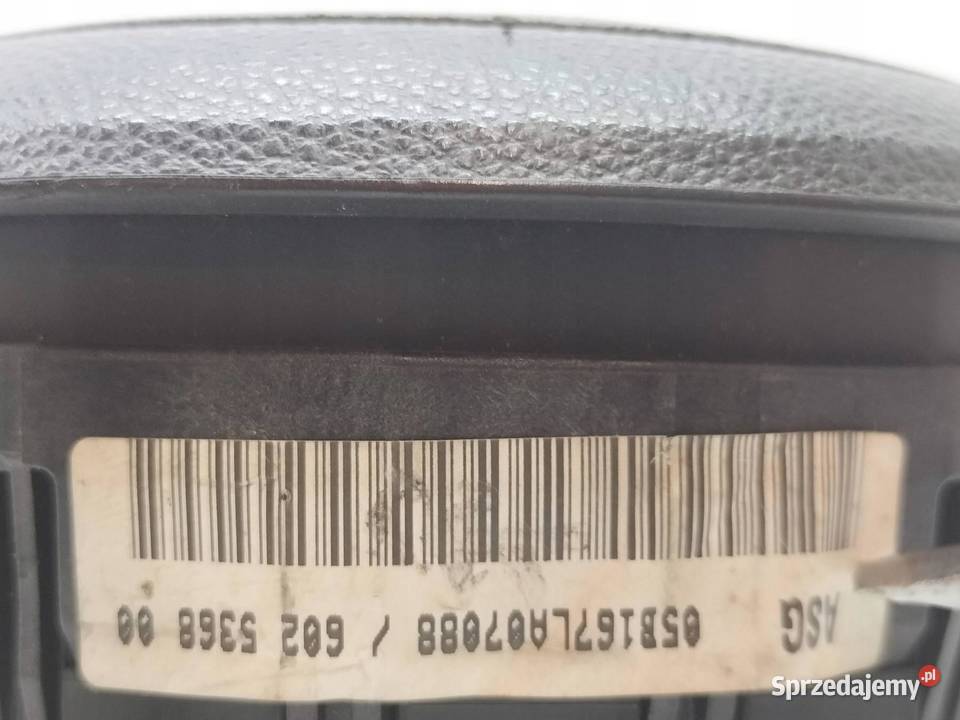 ASG 05B167LA07088 / 602 5368 00
Sprzedajemy.pl